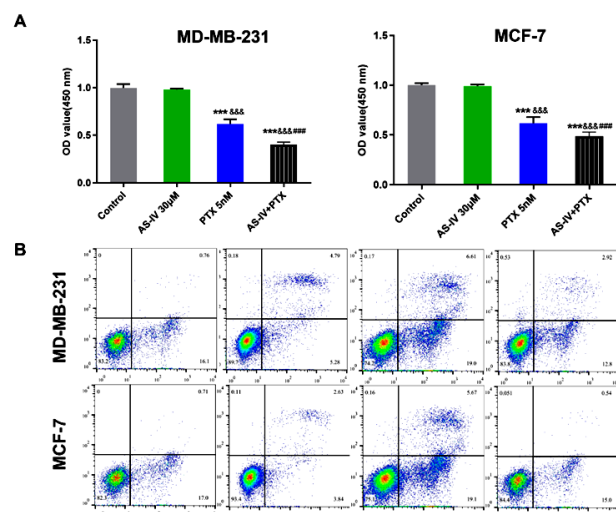 A
MD-MB-231
MCF-7
OD value(450 nm)
1.5
1.0
0.5
0.0
*** &&&
***&&&###
Control
AS-IV 30μM
PTX 5nM
AS-IV+PTX
OD value(450 nm)
1.5
1.0
0.5
0.0
*** &&&
***&&&###
Control
AS-IV 30μM
PTX 5nM
AS-IV+PTX
B
MD-MB-231
0 0.76
16.1
0.18 4.79
5.28
0.17 6.61
19.0
0.53 2.92
12.8
MCF-7
0 0.71
17.0
0.11 2.63
93.4 3.84
0.16 5.67
19.1
0.051 0.54
15.0